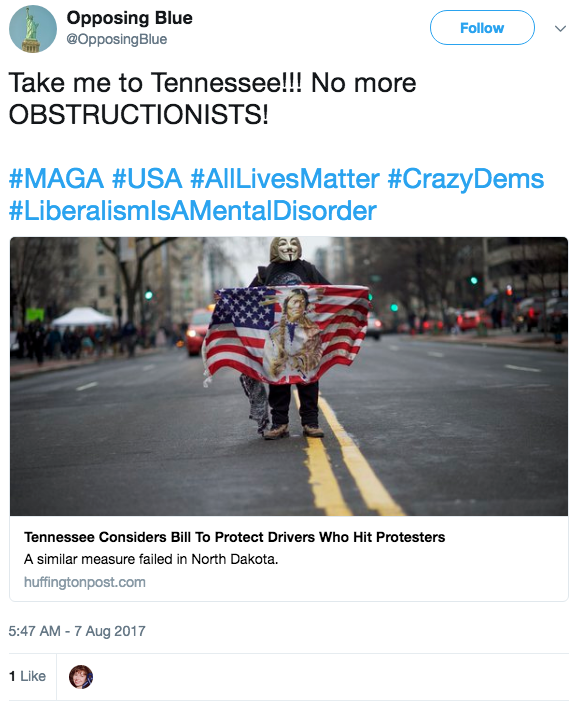 Opposing Blue
@OpposingBlue
Follow
Take me to Tennessee!!! No more
OBSTRUCTIONISTS!
#MAGA #USA #AllLivesMatter #CrazyDems
#LiberalismIsAMentalDisorder
Tennessee Considers Bill To Protect Drivers Who Hit Protesters
A similar measure failed in North Dakota.
huffingtonpost.com
5:47 AM - 7 Aug 2017
1 Like